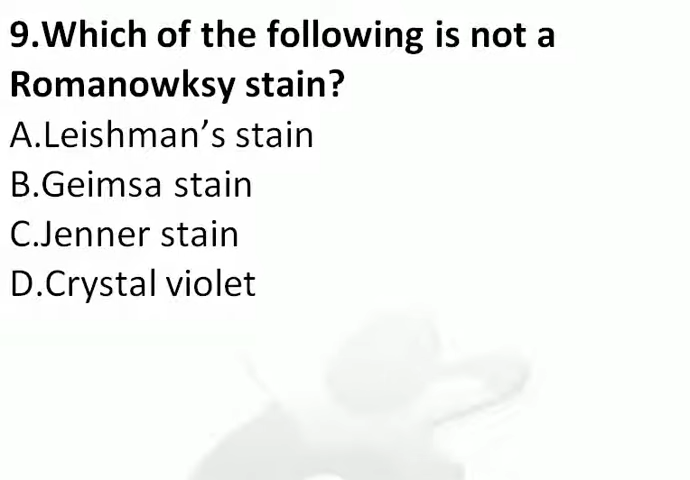 9.Which of the following is not a
Romanowksy stain?
A.Leishman’s stain
B.Geimsa stain
C.Jenner stain
D.Crystal violet